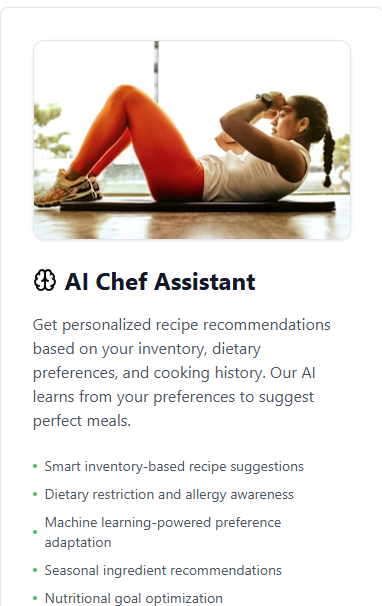 AI Chef Assistant
Get personalized recipe recommendations
based on your inventory, dietary
preferences, and cooking history. Our AI
learns from your preferences to suggest
perfect meals.
Smart inventory-based recipe suggestions
Dietary restriction and allergy awareness
Machine learning-powered preference
adaptation
Seasonal ingredient recommendations
Nutritional goal optimization